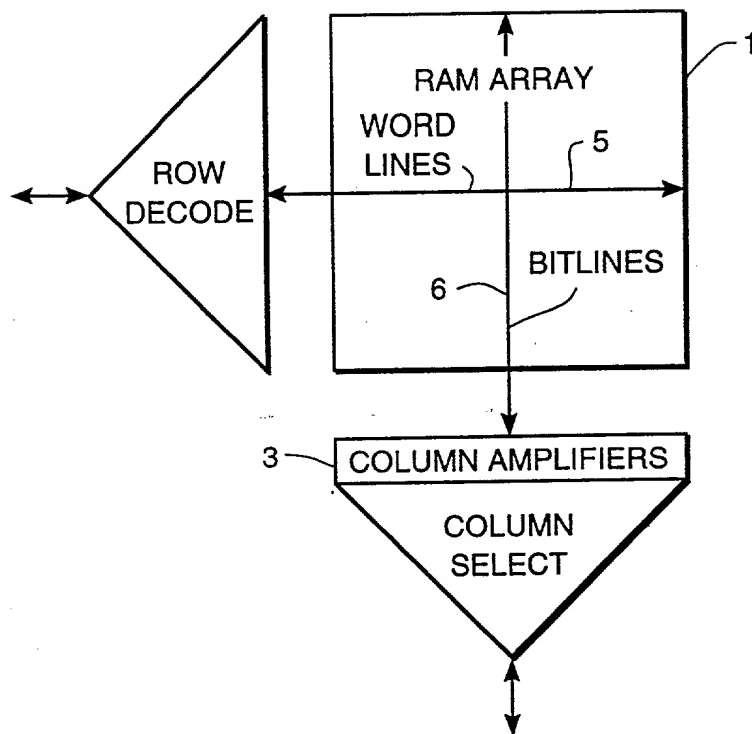 1
RAM ARRAY
WORD
LINES
5
ROW
DECODE
6
BITLINES
3
COLUMN AMPLIFIERS
COLUMN
SELECT